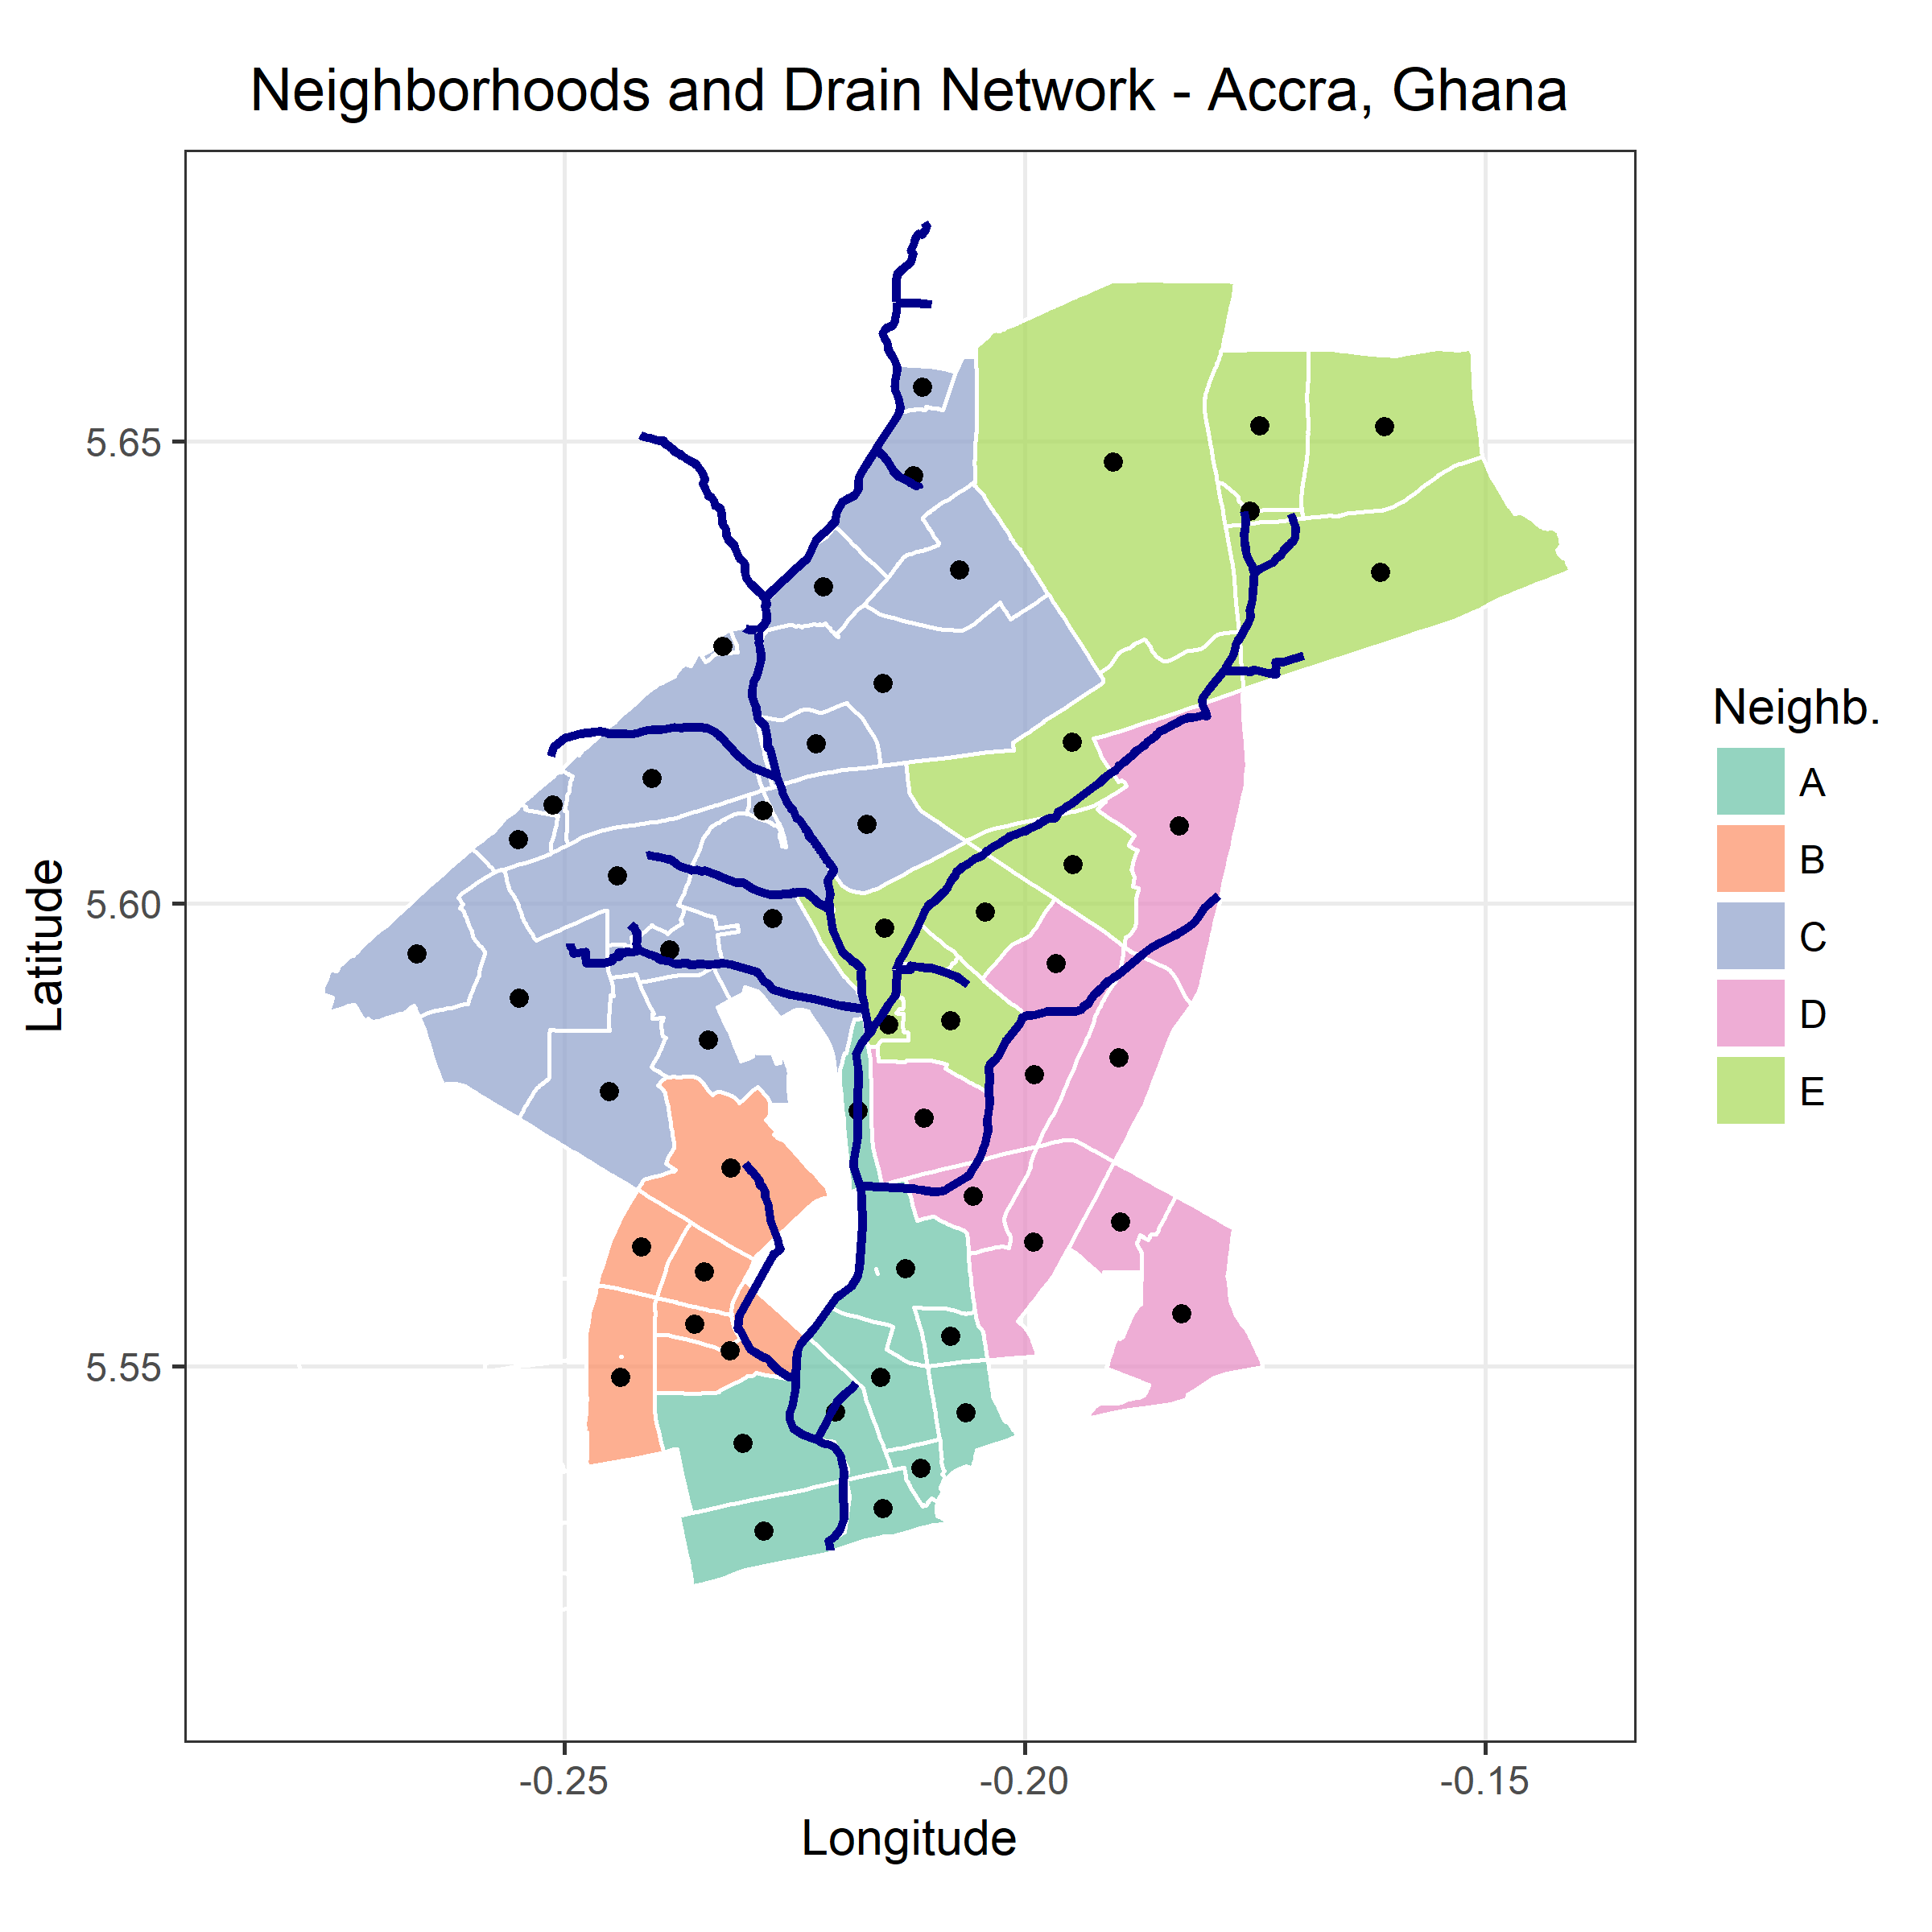 Neighborhoods and Drain Network - Accra, Ghana
Latitude
5.65
5.60
5.55
-0.25
-0.20
-0.15
Longitude
Neighb.
A
B
C
D
E